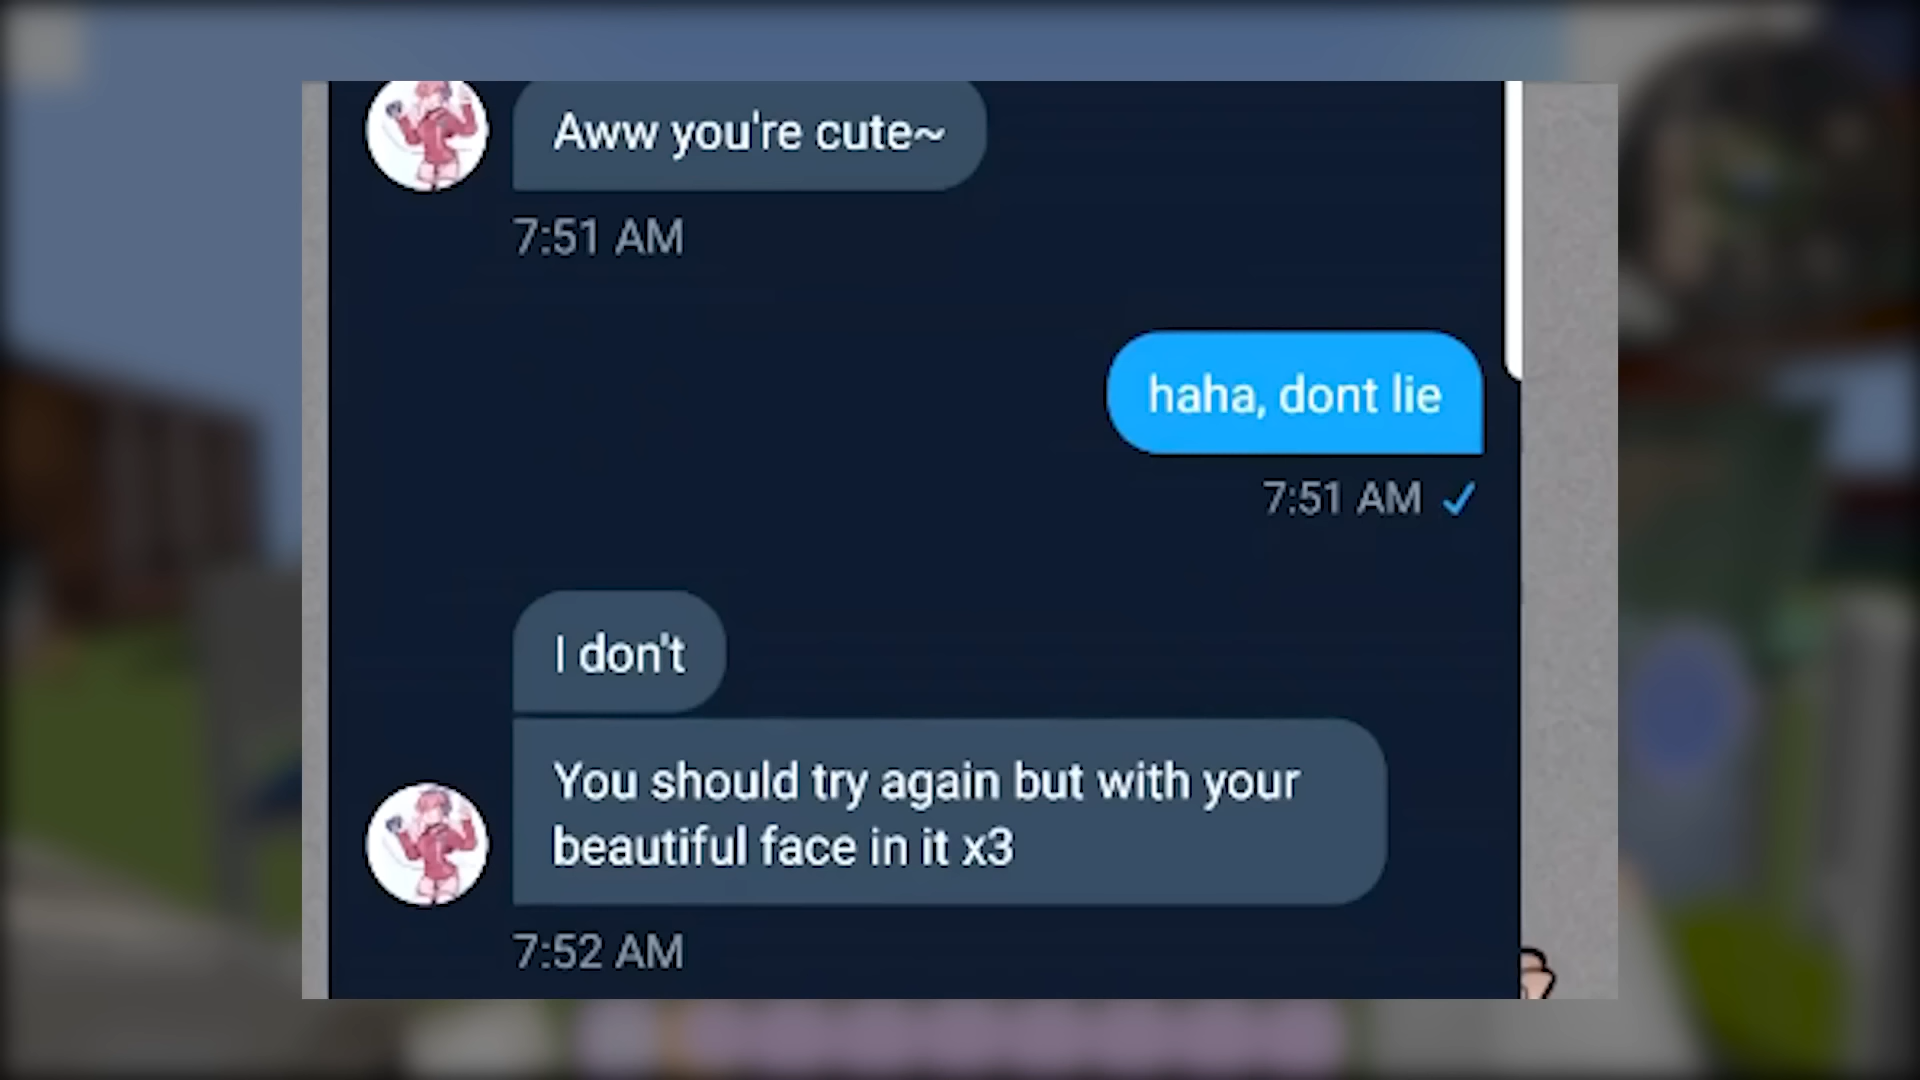 Aww you're cute~
7:51 AM
haha, dont lie
7:51 AM
I don't
You should try again but with your
beautiful face in it x3
7:52 AM